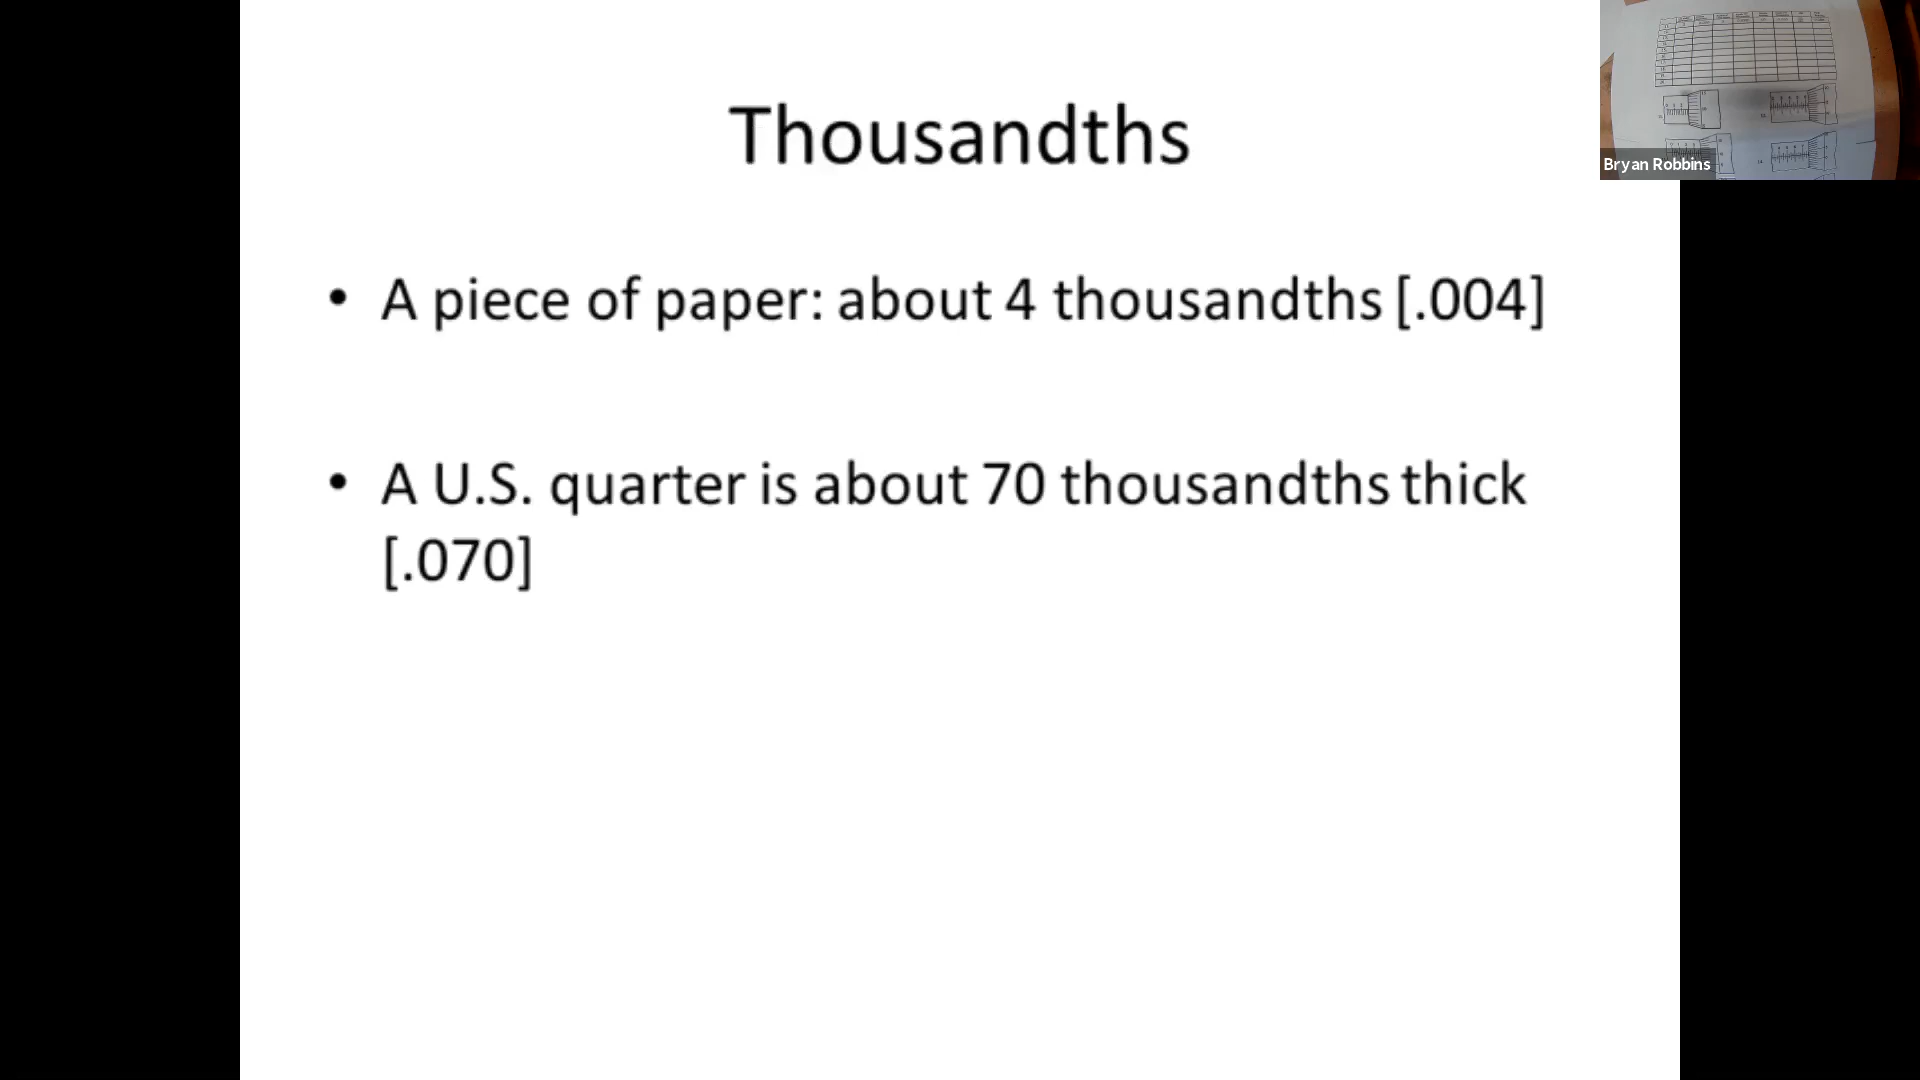 Thousandths
• A piece of paper: about 4 thousandths [.004]
• A U.S. quarter is about 70 thousandths thick
[.070]
Bryan Robbins